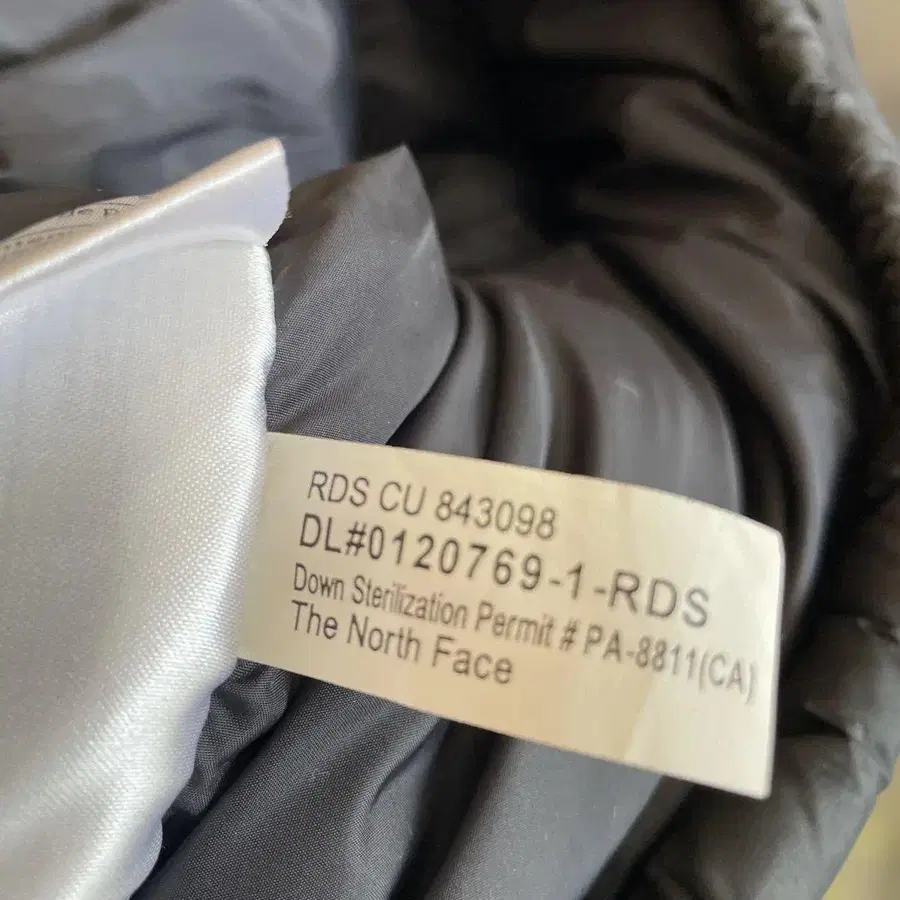 RDS CU 843098
DL#0120769-1-RDS
Down Sterilization Permit # PA-8811(CA)
The North Face